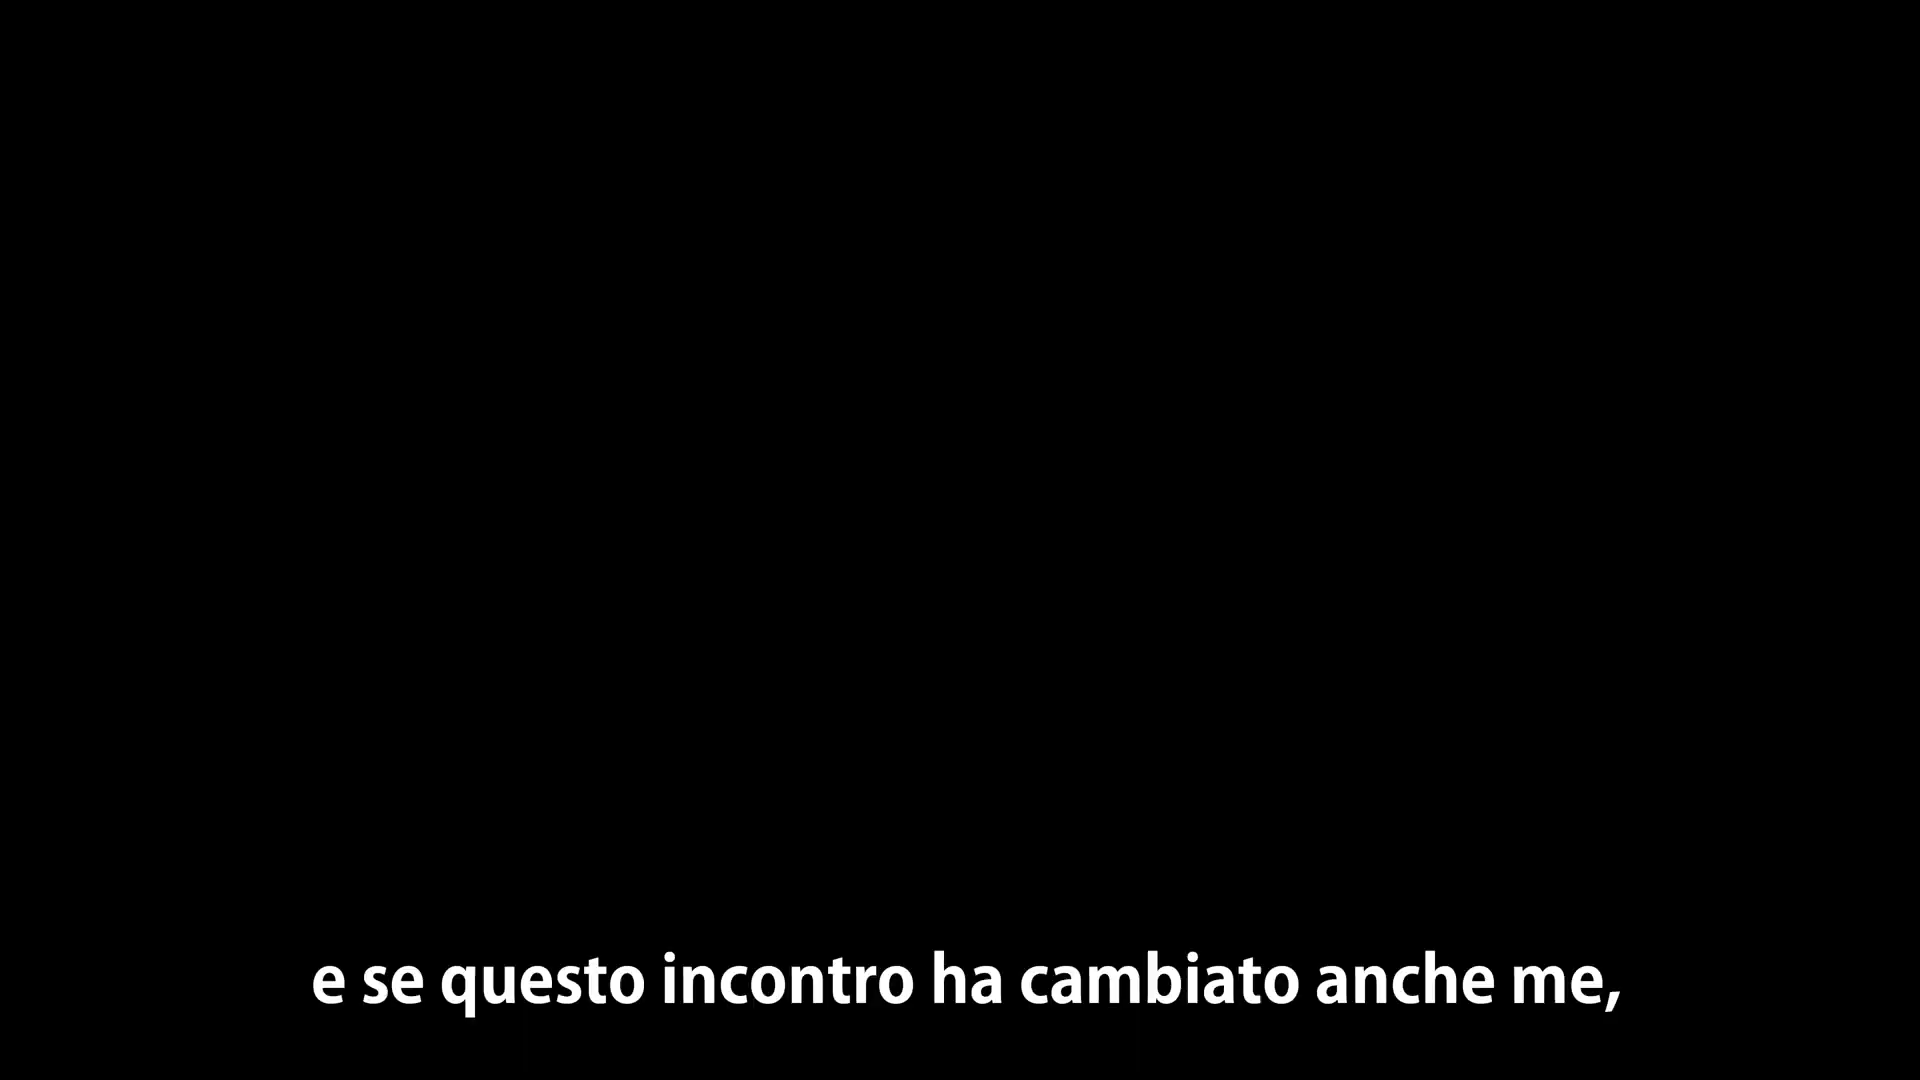 e se questo incontro ha cambiato anche me,